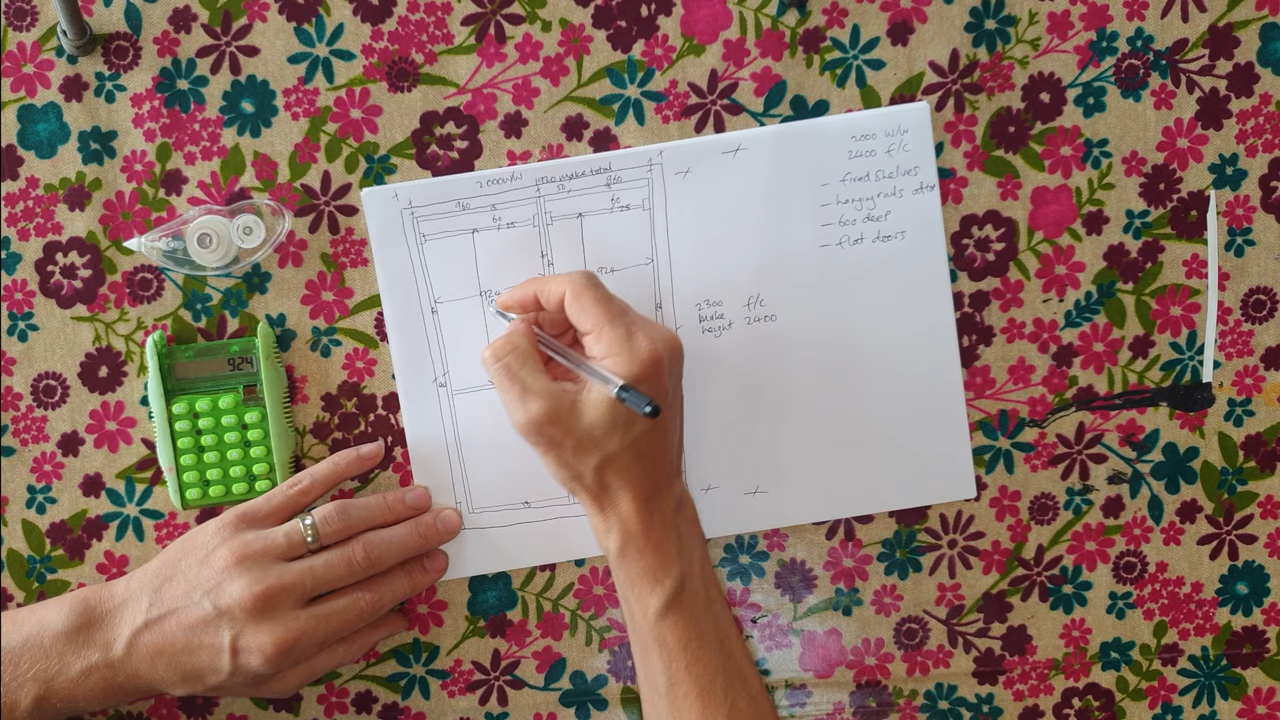 2000 w/w
1920 make total
960
50
960
60
25
60
25
924
924
2300 f/c
make
height 2400
2000 w/w
2400 f/c
- fixed shelves
- hanging rails
- 600 deep
- flat doors
924